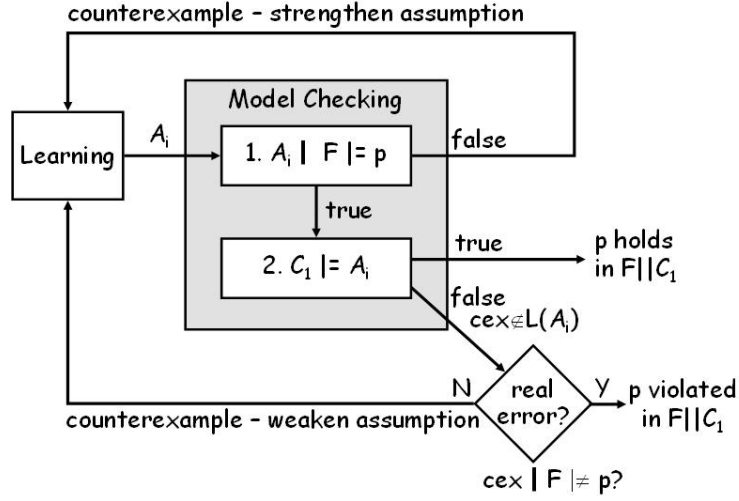 counterexample – strengthen assumption
Model Checking
Learning
Aᵢ
1. Aᵢ | F |= p
false
true
2. C₁ |= Aᵢ
true
p holds
in F||C₁
false
cex∉L(Aᵢ)
N
real
error?
Y
p violated
in F||C₁
counterexample – weaken assumption
cex | F |≠ p?